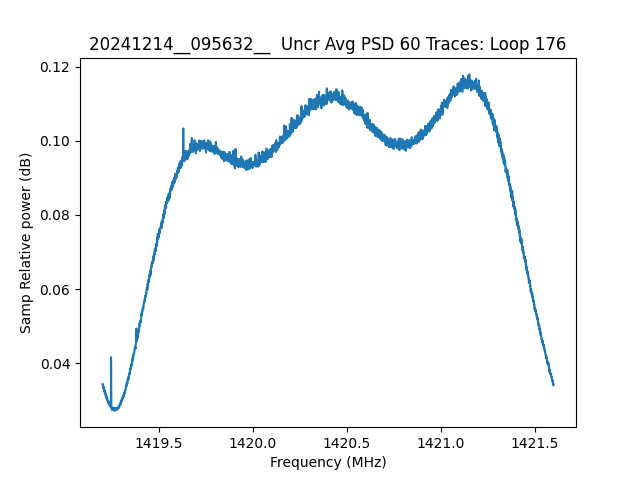 20241214__095632__  Uncr Avg PSD 60 Traces: Loop 176
0.12
0.10
0.08
0.06
0.04
Samp Relative power (dB)
1419.5 1420.0 1420.5 1421.0 1421.5
Frequency (MHz)